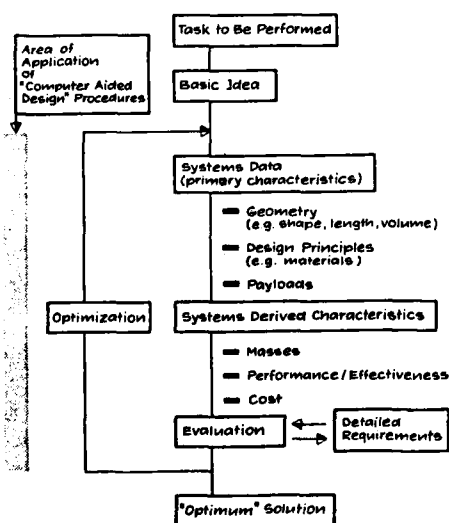 Task to Be Performed
Area of
Application
of
"Computer Aided
Design" Procedures
Basic Idea
Systems Data
(primary characteristics)
Geometry
(e.g. shape, length, volume)
Design Principles
(e.g. materials)
Payloads
Optimization
Systems Derived Characteristics
Masses
Performance/Effectiveness
Cost
Evaluation
Detailed
Requirements
"Optimum" Solution